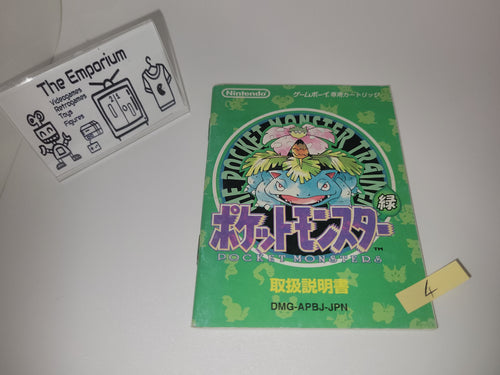 The Emporium
Videogames
Retrogames
Toys
Figures
Nintendo
ゲームボーイ専用カートリッジ
THE POCKET MONSTER TRAINER
ポケットモンスター 緑
POCKET MONSTERS
TM
取扱説明書
DMG-APBJ-JPN
4